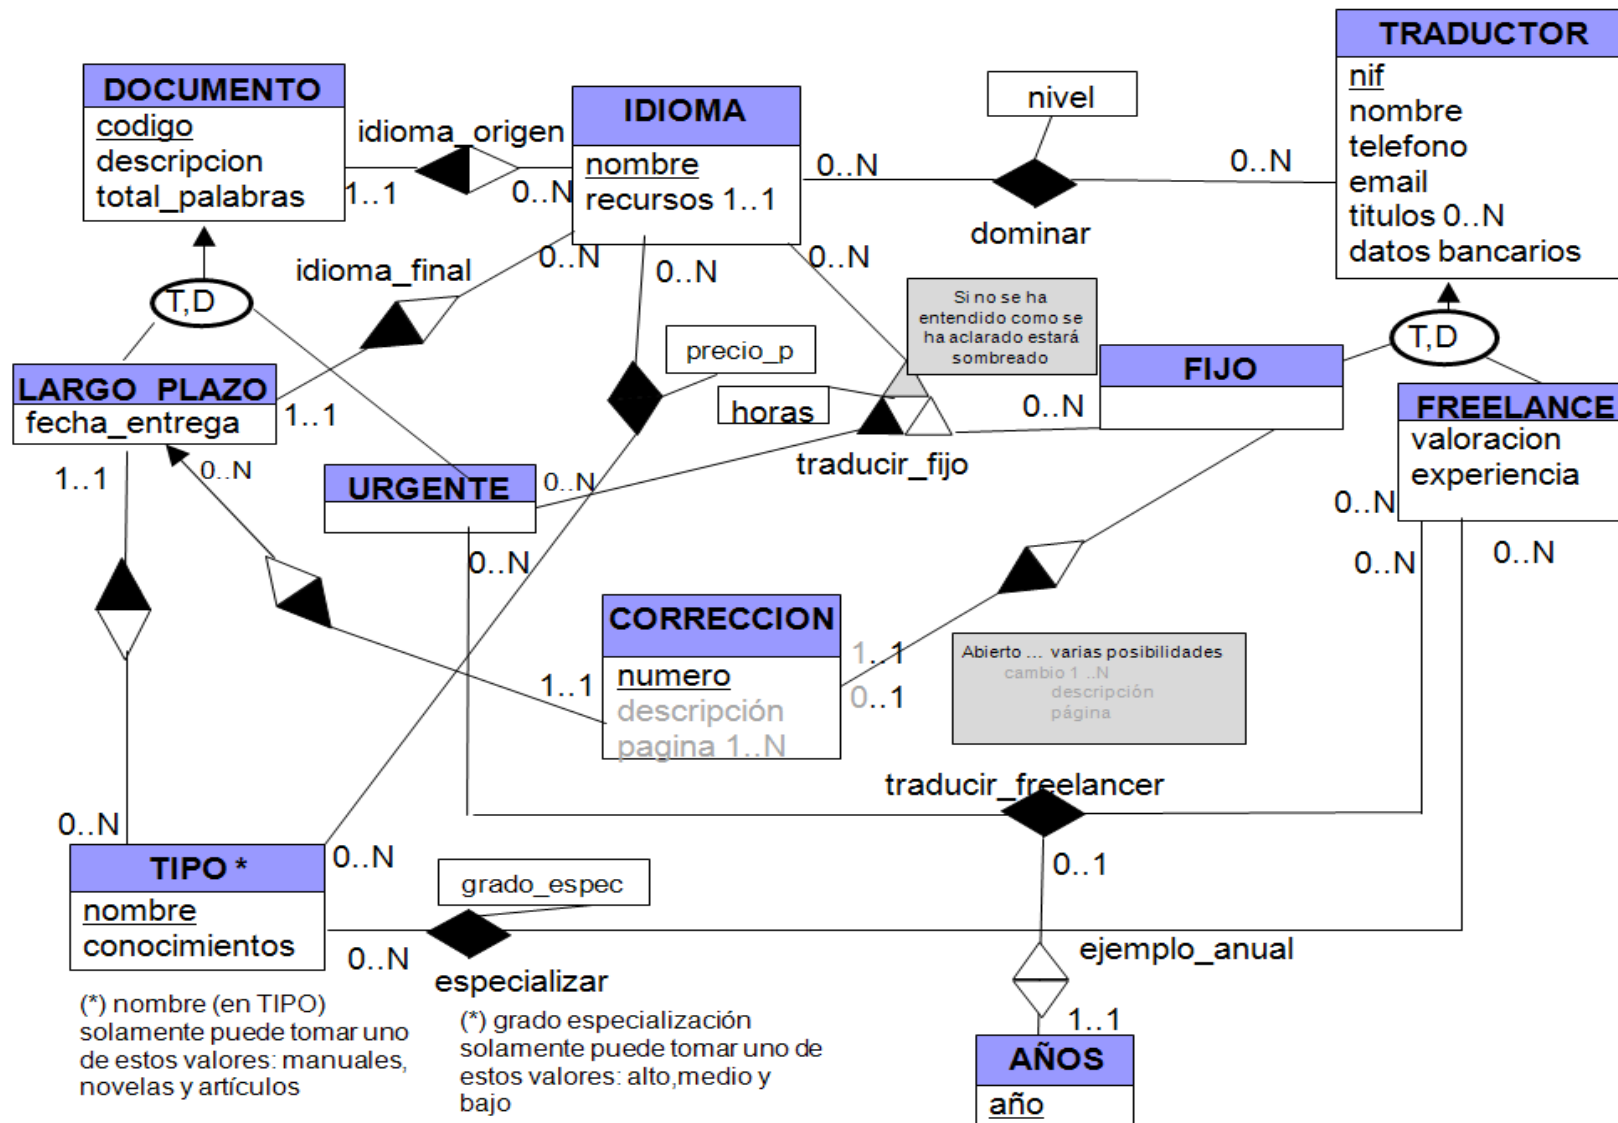 TRADUCTOR
nif
nombre
telefono
email
titulos 0..N
datos bancarios
DOCUMENTO
codigo
descripcion
total_palabras
idioma_origen
1..1
0..N
IDIOMA
nombre
recursos 1..1
nivel
0..N
0..N
dominar
T,D
idioma_final
0..N
0..N
0..N
Si no se ha
entendido como se
ha aclarado estará
sombreado
T,D
precio_p
horas
LARGO PLAZO
fecha_entrega
1..1
FIJO
0..N
FREELANCE
valoracion
experiencia
traducir_fijo
1..1
0..N
URGENTE
0..N
0..N
0..N
0..N
0..N
CORRECCION
numero
descripción
pagina 1..N
1..1
1..1
0..1
Abierto ... varias posibilidades
cambio 1 ..N
descripción
página
traducir_freelancer
0..N
TIPO *
nombre
conocimientos
0..N
grado_espec
0..1
0..N
especializar
ejemplo_anual
(*) nombre (en TIPO)
solamente puede tomar uno
de estos valores: manuales,
novelas y artículos
(*) grado especialización
solamente puede tomar uno de
estos valores: alto,medio y
bajo
1..1
AÑOS
año